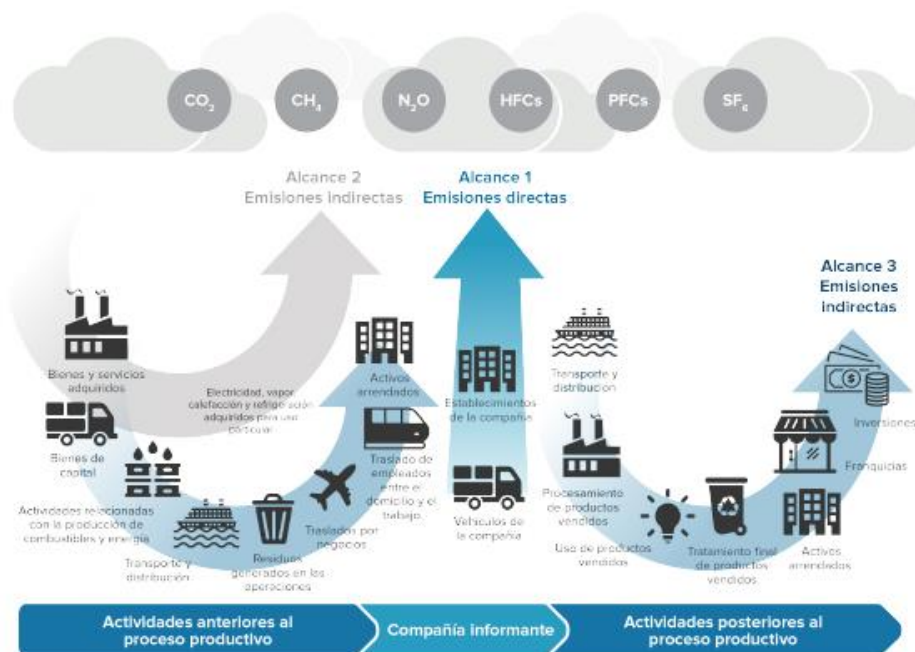 CO2
CH4
N2O
HFCs
PFCs
SF6
Alcance 2
Emisiones indirectas
Alcance 1
Emisiones directas
Alcance 3
Emisiones
indirectas
Bienes y servicios
adquiridos
Bienes de
capital
Actividades relacionadas
con la producción de
combustibles y energía
Transporte y
distribución
Residuos
generados en las
operaciones
Traslados por
negocios
Traslado de
empleados
entre el
domicilio y el
trabajo.
Activos
arrendados
Electricidad, vapor,
calefacción y refrigeración
adquiridos para uso
particular
Establecimientos
de la compañía
Vehículos de
la compañía
Transporte y
distribución
Procesamiento
de productos
vendidos
Uso de productos
vendidos
Tratamiento final
de productos
vendidos
Activos
arrendados
Franquicias
Inversiones
Actividades anteriores al
proceso productivo
Compañía informante
Actividades posteriores al
proceso productivo